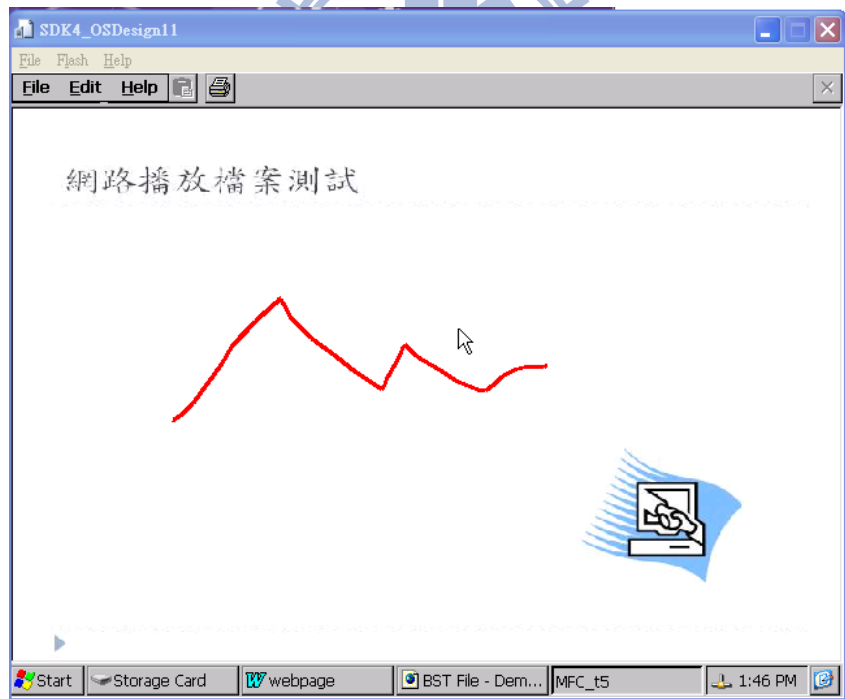 SDK4_OSDesign11
File Flash Help
File Edit Help
網路播放檔案測試
Start Storage Card webpage BST File - Dem... MFC_t5 1:46 PM